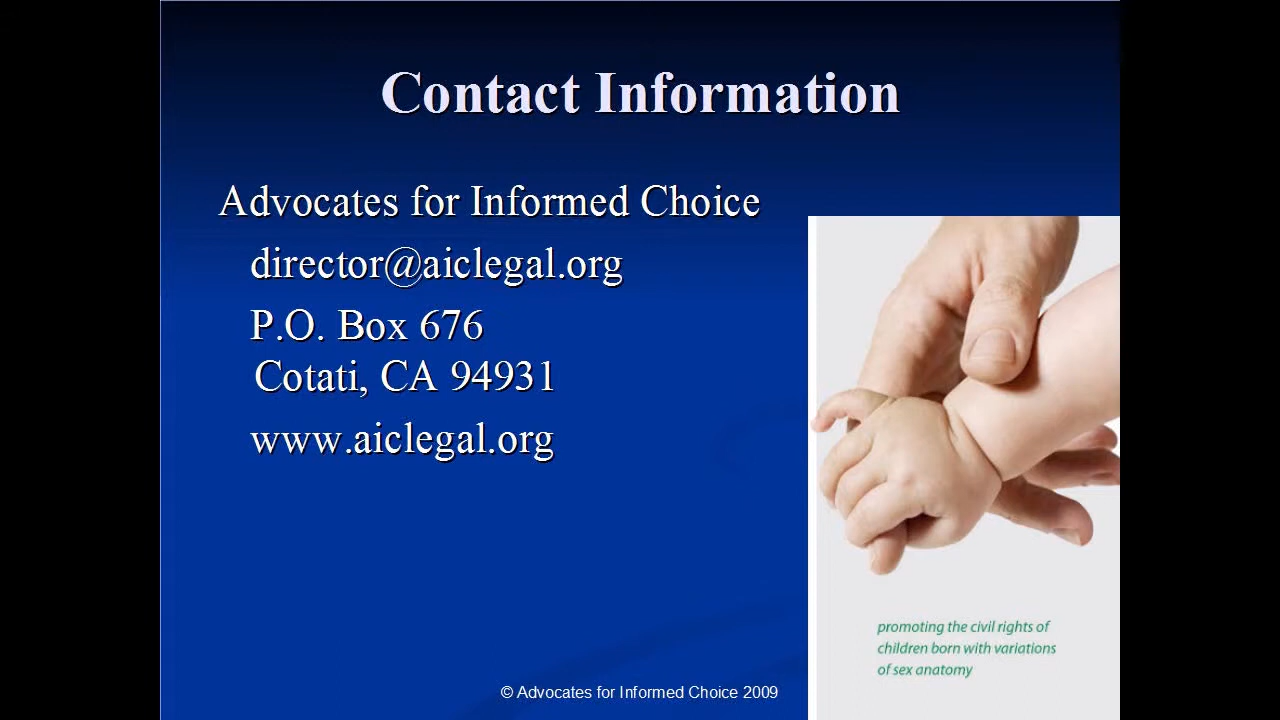 Contact Information
Advocates for Informed Choice
director@aiclegal.org
P.O. Box 676
Cotati, CA 94931
www.aiclegal.org
promoting the civil rights of
children born with variations
of sex anatomy
© Advocates for Informed Choice 2009